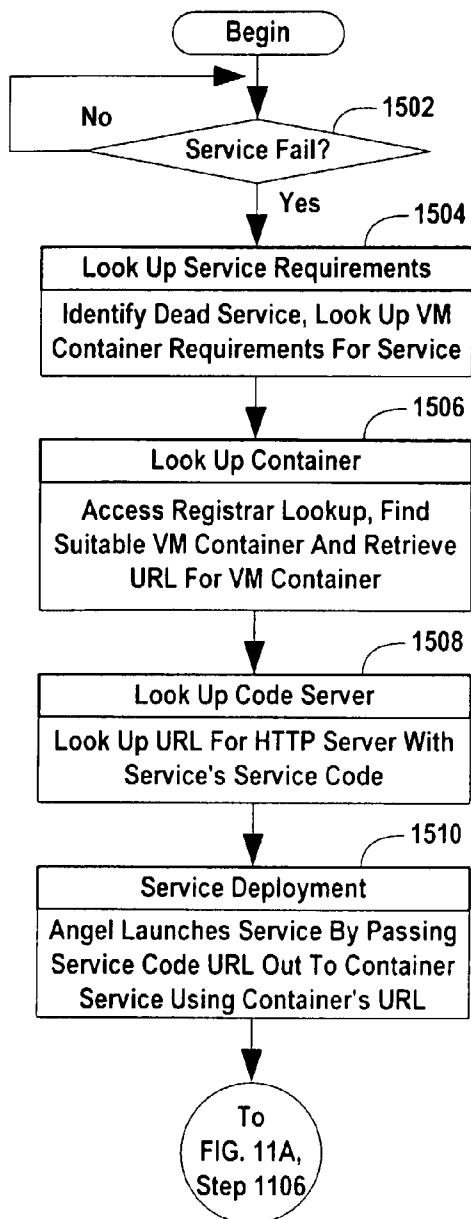 Begin
No
1502
Service Fail?
Yes
1504
Look Up Service Requirements
Identify Dead Service, Look Up VM
Container Requirements For Service
1506
Look Up Container
Access Registrar Lookup, Find
Suitable VM Container And Retrieve
URL For VM Container
1508
Look Up Code Server
Look Up URL For HTTP Server With
Service's Service Code
1510
Service Deployment
Angel Launches Service By Passing
Service Code URL Out To Container
Service Using Container's URL
To
FIG. 11A,
Step 1106